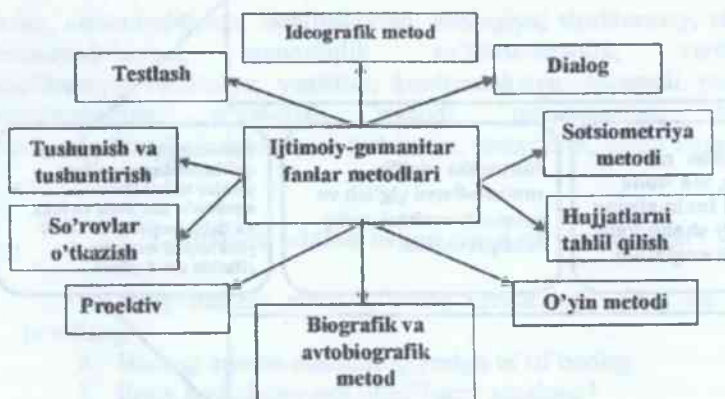 Ideografik metod
Testlash
Dialog
Ijtimoiy-gumanitar
fanlar metodlari
Tushunish va
tushuntirish
Sotsiometriya
metodi
So'rovlar
o'tkazish
Hujjatlarni
tahlil qilish
Proektiv
O'yin metodi
Biografik va
avtobiografik
metod